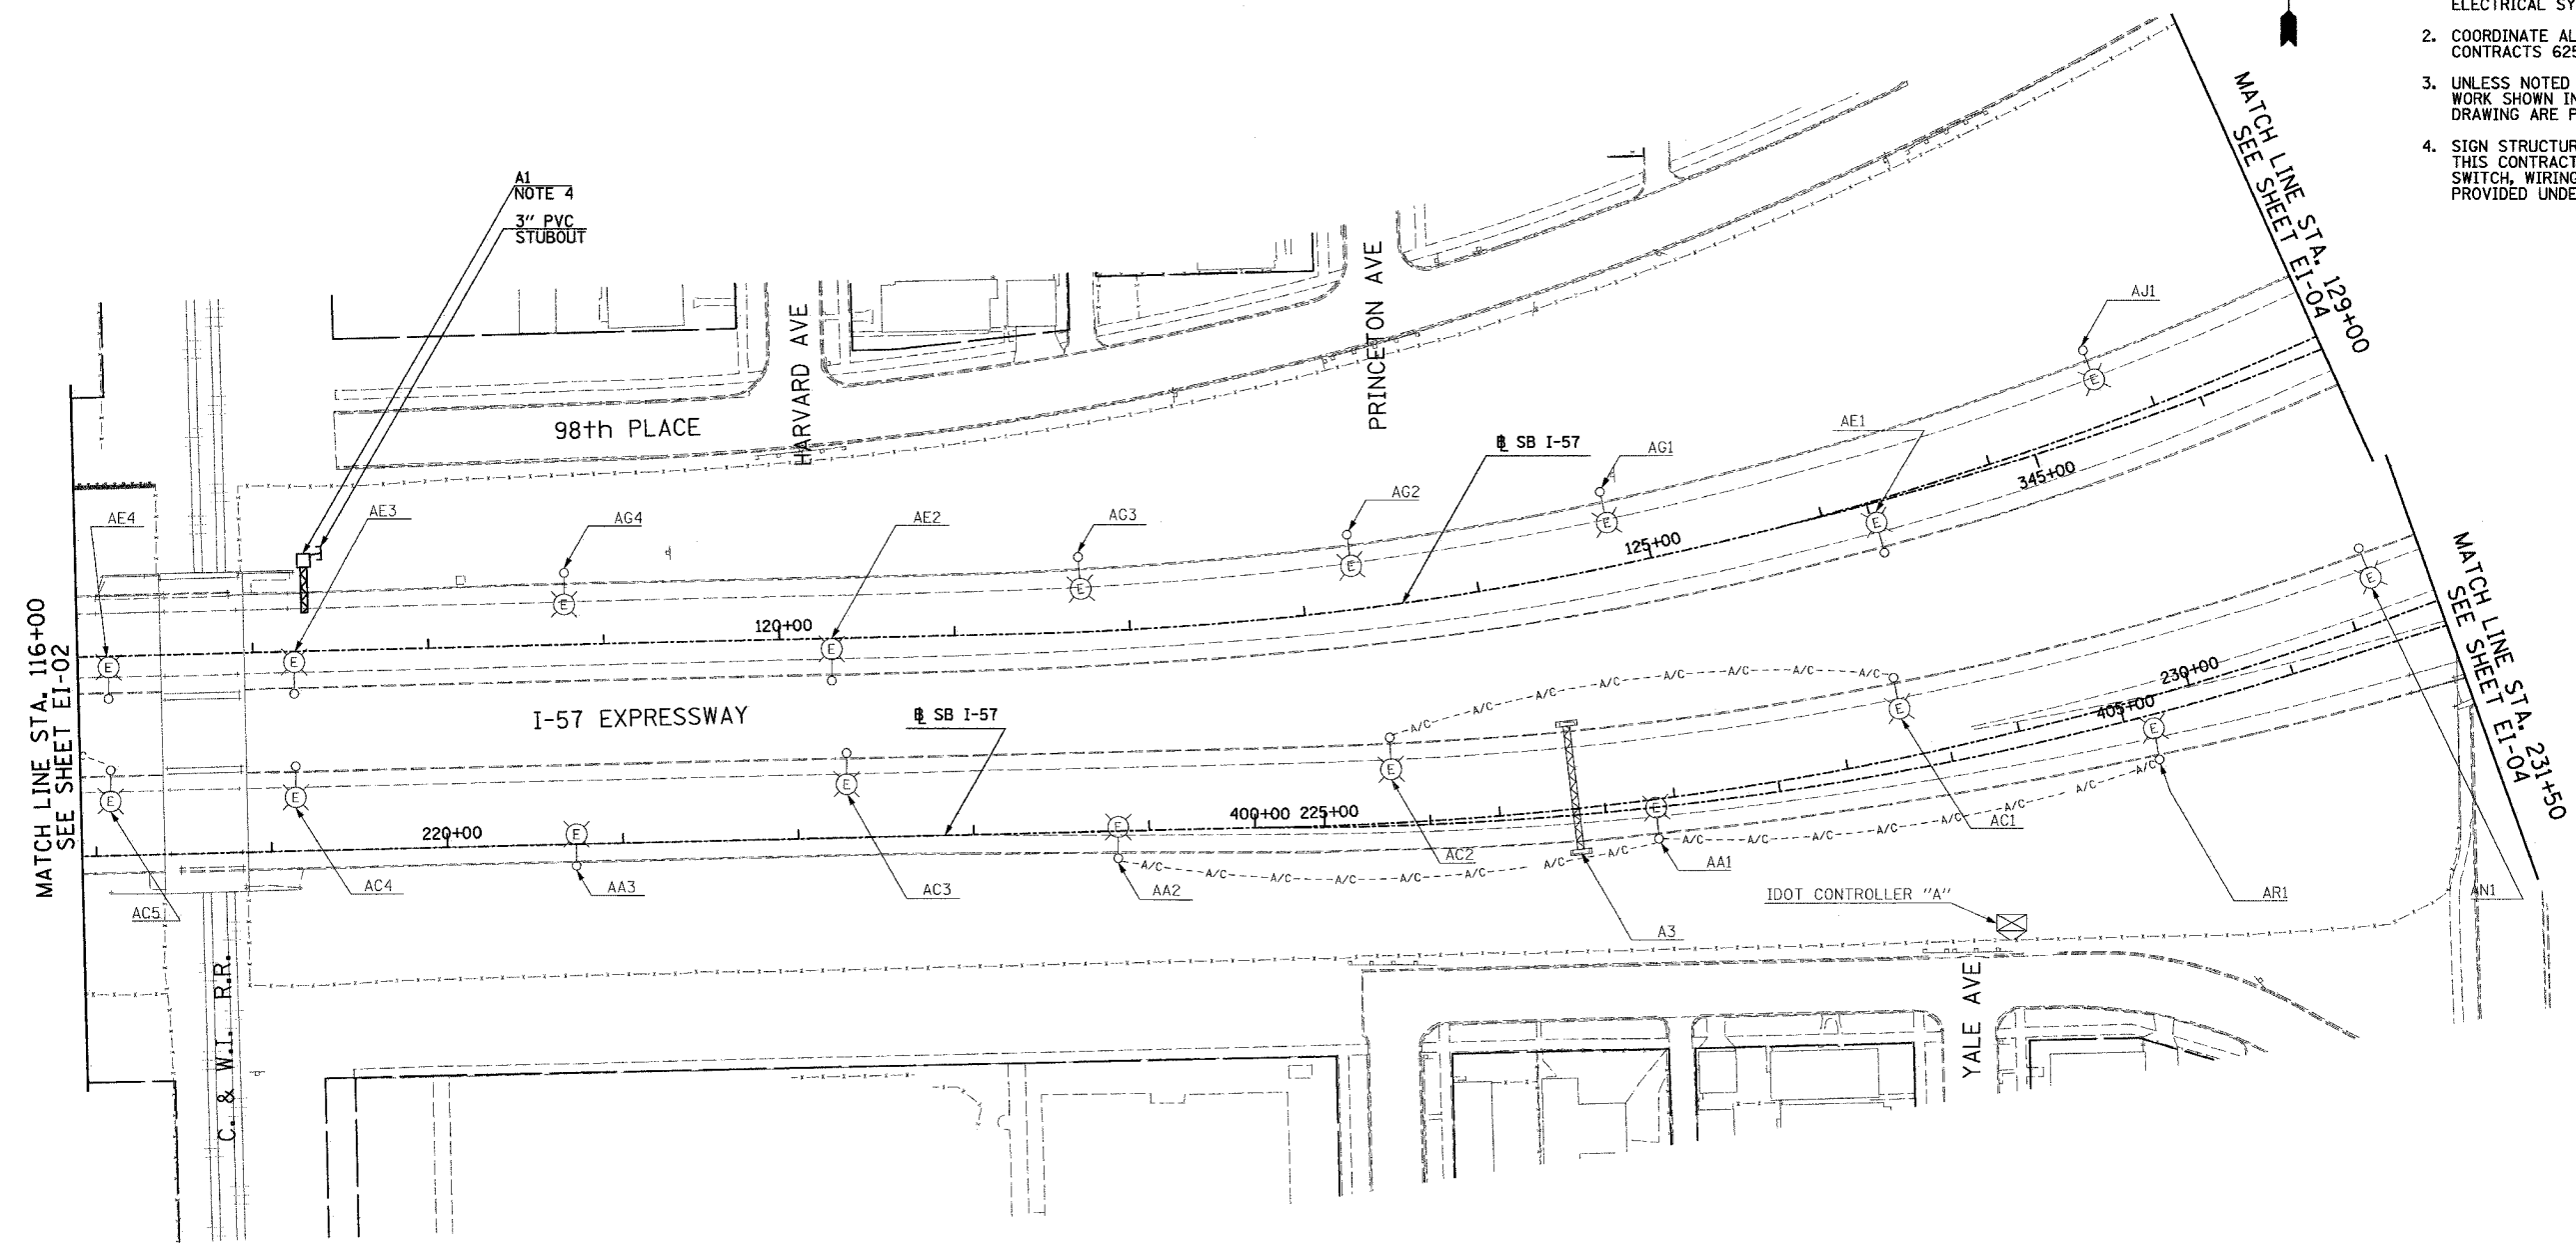 ELECTRICAL SY
2. COORDINATE AL
CONTRACTS 625
3. UNLESS NOTED
WORK SHOWN IN
DRAWING ARE P
4. SIGN STRUCTUR
THIS CONTRACT
SWITCH, WIRING
PROVIDED UNDE
MATCH LINE STA. 129+00
SEE SHEET EI-04
A1
NOTE 4
3" PVC
STUBOUT
HARVARD AVE
PRINCETON AVE
98th PLACE
AJ1
AE1
SB I-57
AG1
345+00
AG2
AE4
AE3
AG4
AE2
AG3
125+00
120+00
MATCH LINE STA. 116+00
SEE SHEET EI-02
I-57 EXPRESSWAY
SB I-57
A/C A/C A/C A/C A/C A/C A/C A/C
230+00
405+00
MATCH LINE STA. 231+50
SEE SHEET EI-04
220+00
400+00 225+00
AC5
AC4
AA3
AC3
AA2
AC2
AA1
AC1
A/C A/C A/C A/C A/C A/C A/C A/C A/C A/C A/C A/C A/C A/C A/C A/C
IDOT CONTROLLER "A"
AR1
AN1
A3
C. & W.I. R.R.
YALE AVE
E E E E E E E E E E E E E E E E E E E